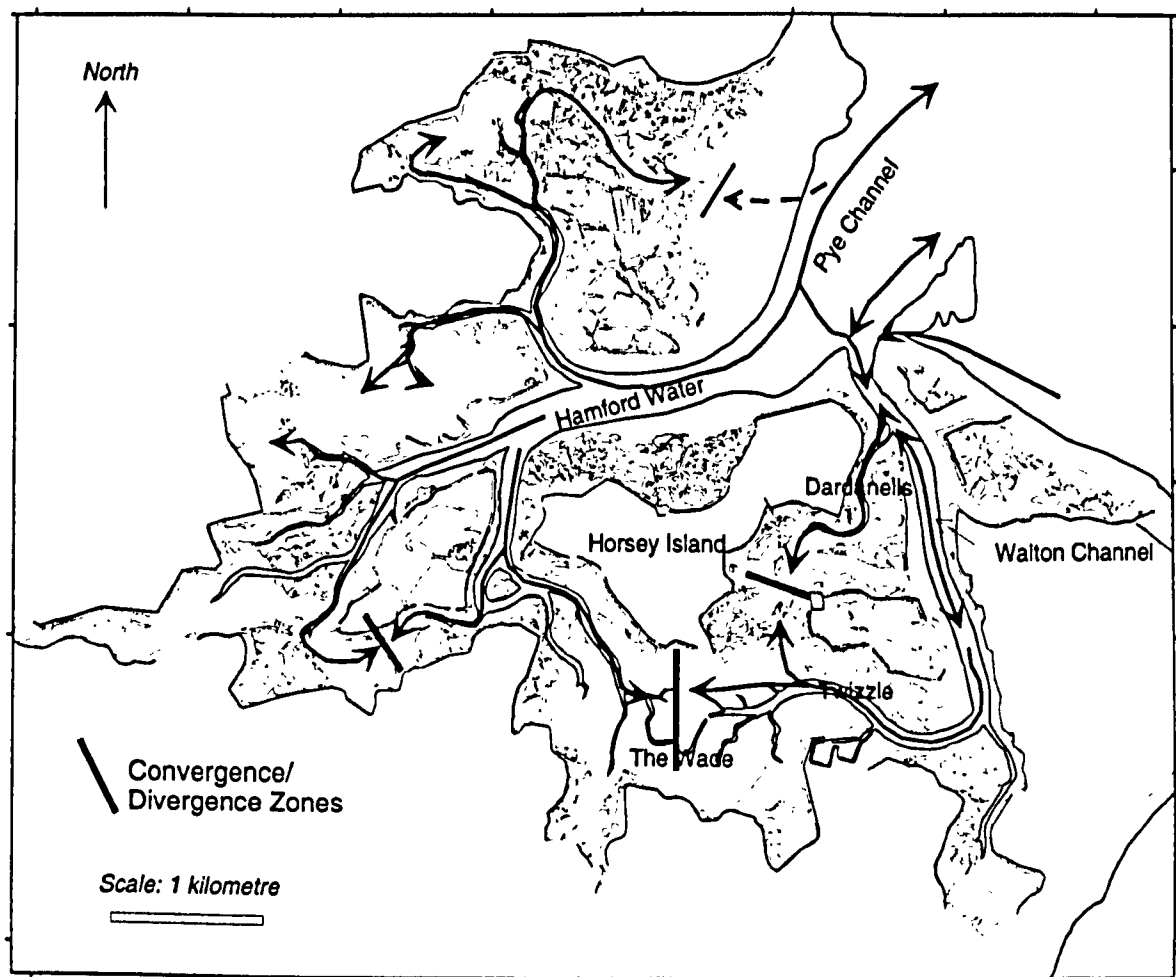 North
Pye Channel
Hamford Water
Dardanells
Horsey Island
Walton Channel
Twizzle
The Wade
Convergence/
Divergence Zones
Scale: 1 kilometre